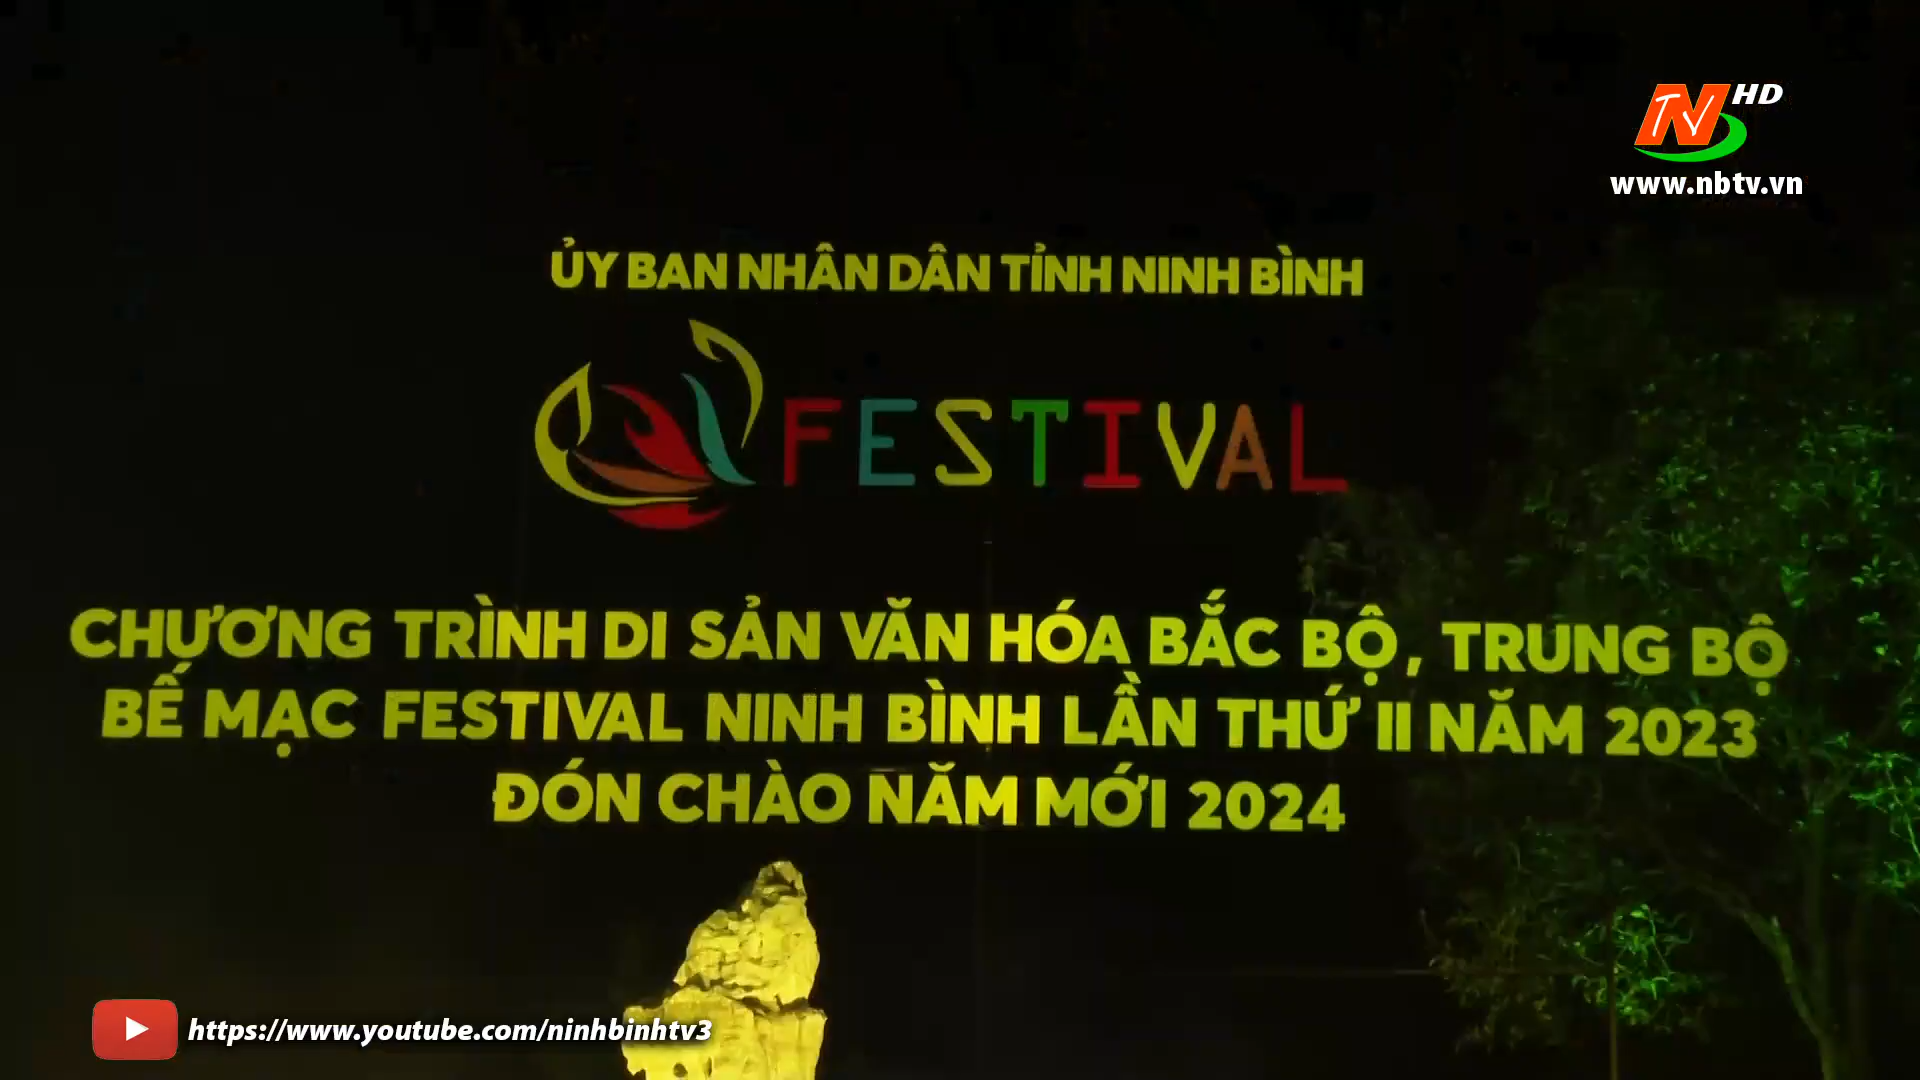 HD
NTV
www.nbtv.vn
ỦY BAN NHÂN DÂN TỈNH NINH BÌNH
FESTIVAL
CHƯƠNG TRÌNH DI SẢN VĂN HÓA BẮC BỘ, TRUNG BỘ
BẾ MẠC FESTIVAL NINH BÌNH LẦN THỨ II NĂM 2023
ĐÓN CHÀO NĂM MỚI 2024
https://www.youtube.com/ninhbinhtv3